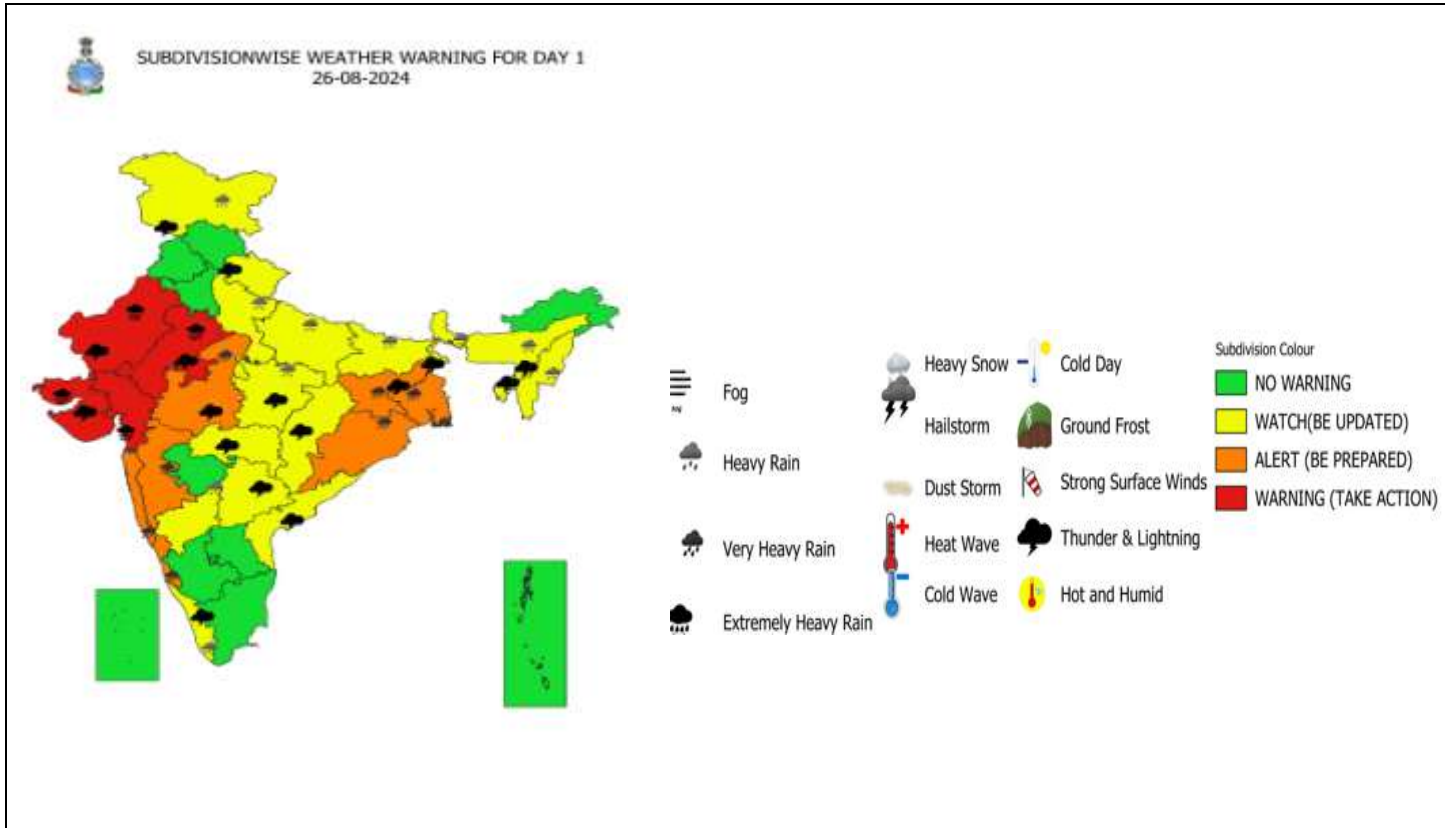 SUBDIVISIONWISE WEATHER WARNING FOR DAY 1
26-08-2024
Fog
Heavy Rain
Very Heavy Rain
Extremely Heavy Rain
Heavy Snow
Hailstorm
Dust Storm
Heat Wave
Cold Wave
Cold Day
Ground Frost
Strong Surface Winds
Thunder & Lightning
Hot and Humid
Subdivision Colour
NO WARNING
WATCH(BE UPDATED)
ALERT (BE PREPARED)
WARNING (TAKE ACTION)